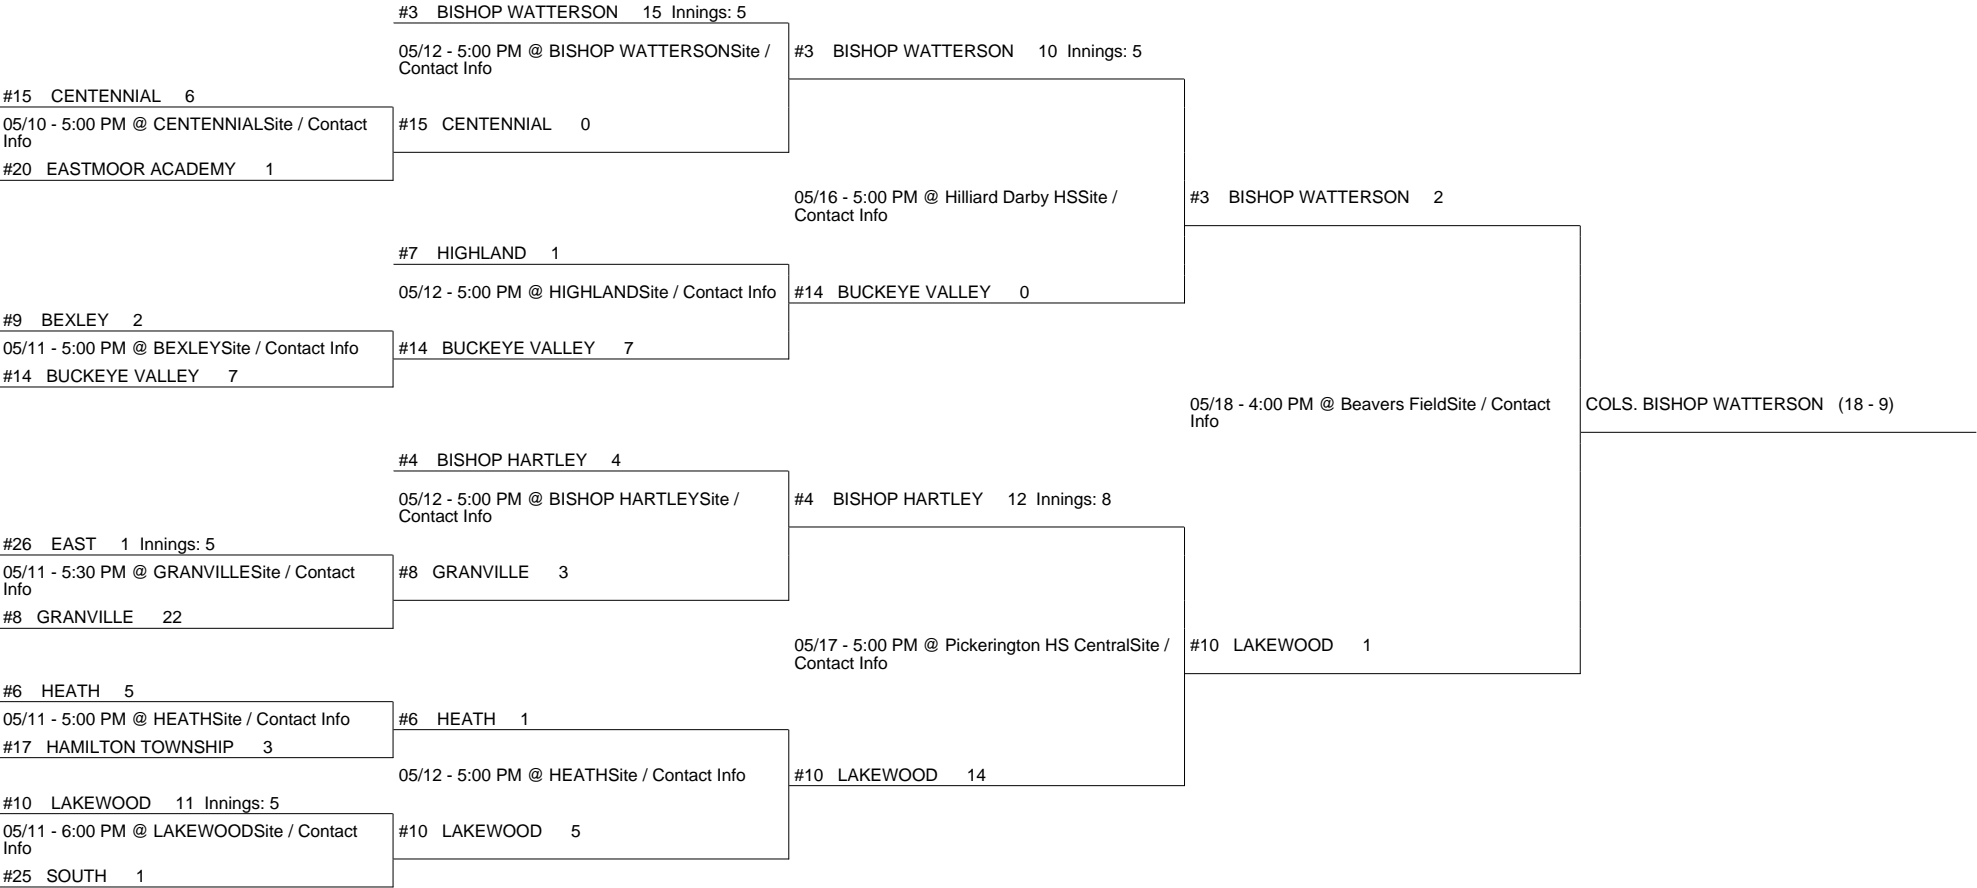 #3 BISHOP WATTERSON 15 Innings: 5
05/12 - 5:00 PM @ BISHOP WATTERSONSite /
Contact Info
#3 BISHOP WATTERSON 10 Innings: 5
#15 CENTENNIAL 6
05/10 - 5:00 PM @ CENTENNIALSite / Contact
Info
#15 CENTENNIAL 0
#20 EASTMOOR ACADEMY 1
05/16 - 5:00 PM @ Hilliard Darby HSSite /
Contact Info
#3 BISHOP WATTERSON 2
#7 HIGHLAND 1
05/12 - 5:00 PM @ HIGHLANDSite / Contact Info
#14 BUCKEYE VALLEY 0
#9 BEXLEY 2
05/11 - 5:00 PM @ BEXLEYSite / Contact Info
#14 BUCKEYE VALLEY 7
#14 BUCKEYE VALLEY 7
05/18 - 4:00 PM @ Beavers FieldSite / Contact
Info
COLS. BISHOP WATTERSON (18 - 9)
#4 BISHOP HARTLEY 4
05/12 - 5:00 PM @ BISHOP HARTLEYSite /
Contact Info
#4 BISHOP HARTLEY 12 Innings: 8
#26 EAST 1 Innings: 5
05/11 - 5:30 PM @ GRANVILLESite / Contact
Info
#8 GRANVILLE 3
#8 GRANVILLE 22
05/17 - 5:00 PM @ Pickerington HS CentralSite /
Contact Info
#10 LAKEWOOD 1
#6 HEATH 5
05/11 - 5:00 PM @ HEATHSite / Contact Info
#6 HEATH 1
#17 HAMILTON TOWNSHIP 3
05/12 - 5:00 PM @ HEATHSite / Contact Info
#10 LAKEWOOD 14
#10 LAKEWOOD 11 Innings: 5
05/11 - 6:00 PM @ LAKEWOODSite / Contact
Info
#10 LAKEWOOD 5
#25 SOUTH 1